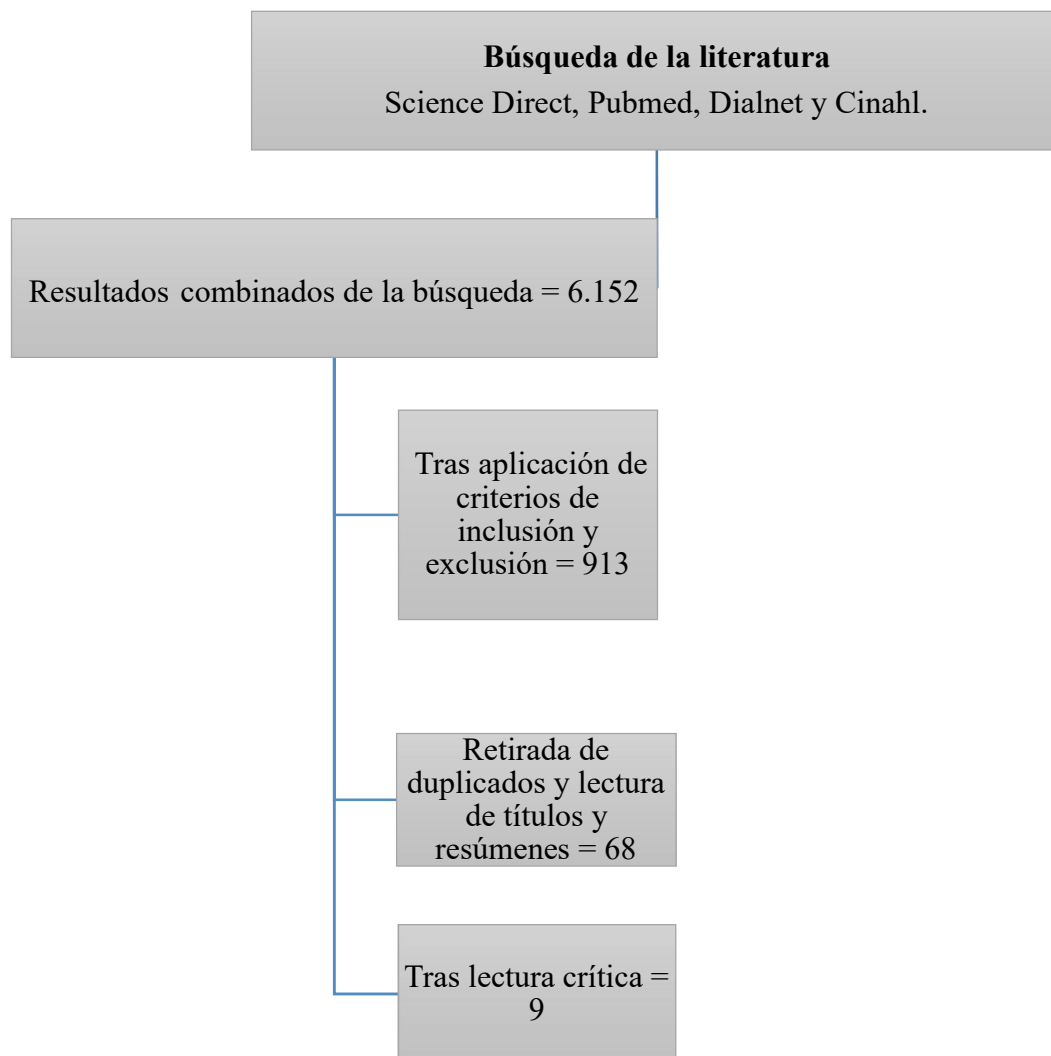 Búsqueda de la literatura
Science Direct, Pubmed, Dialnet y Cinahl.
Resultados combinados de la búsqueda = 6.152
Tras aplicación de
criterios de
inclusión y
exclusión = 913
Retirada de
duplicados y lectura
de títulos y
resúmenes = 68
Tras lectura crítica =
9